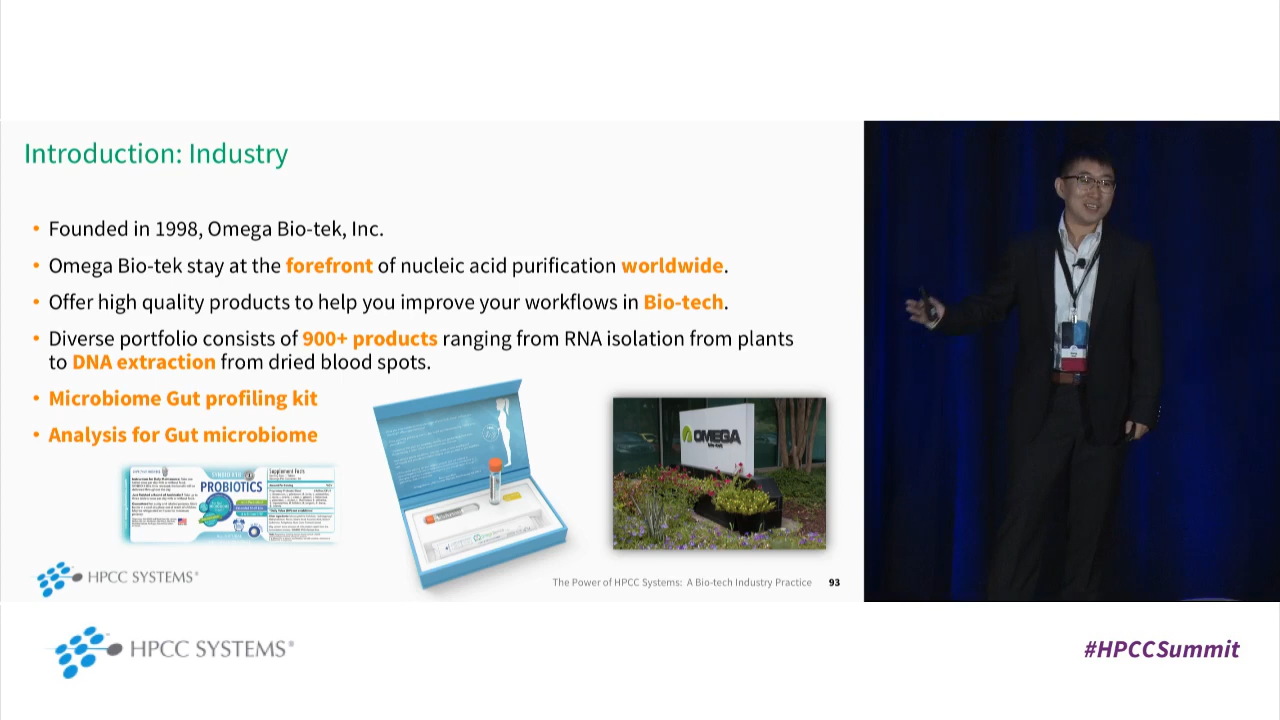 Introduction: Industry
• Founded in 1998, Omega Bio-tek, Inc.
• Omega Bio-tek stay at the forefront of nucleic acid purification worldwide.
• Offer high quality products to help you improve your workflows in Bio-tech.
• Diverse portfolio consists of 900+ products ranging from RNA isolation from plants
to DNA extraction from dried blood spots.
• Microbiome Gut profiling kit
• Analysis for Gut microbiome
PROBIOTICS
Supplement Facts
OMEGA
HPCC SYSTEMS®
The Power of HPCC Systems: A Bio-tech Industry Practice 93
HPCC SYSTEMS®
#HPCCSummit